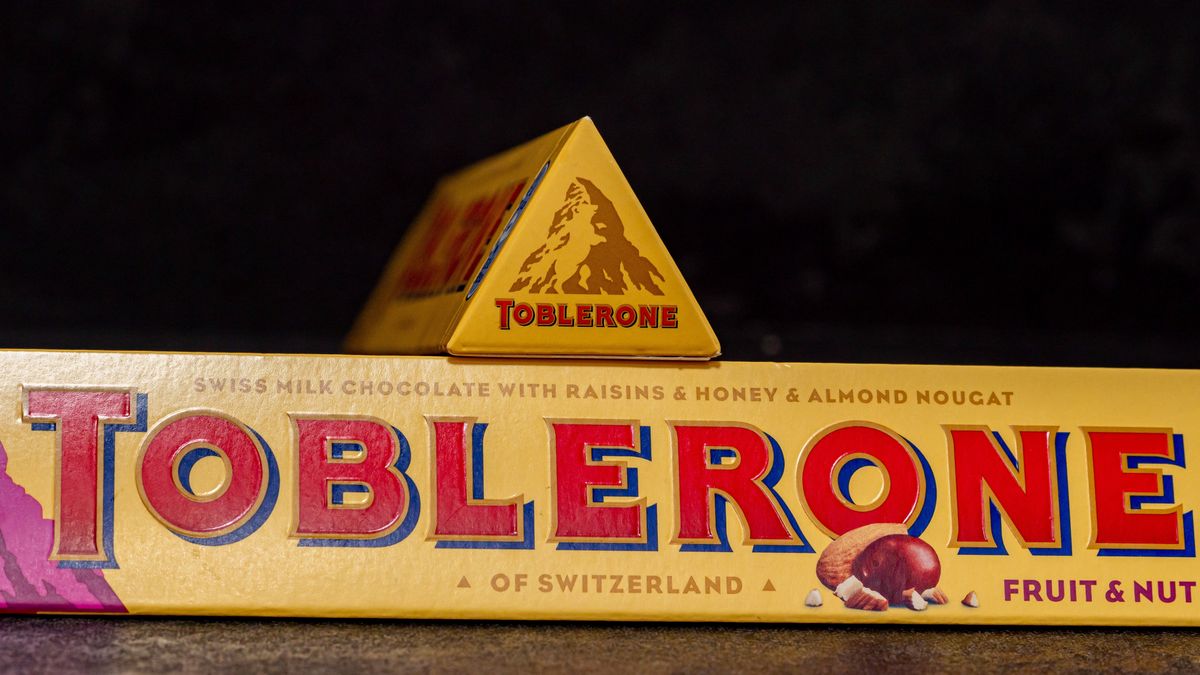 TOBLERONE
SWISS MILK CHOCOLATE WITH RAISINS & HONEY & ALMOND NOUGAT
TOBLERONE
OF SWITZERLAND
FRUIT & NUT